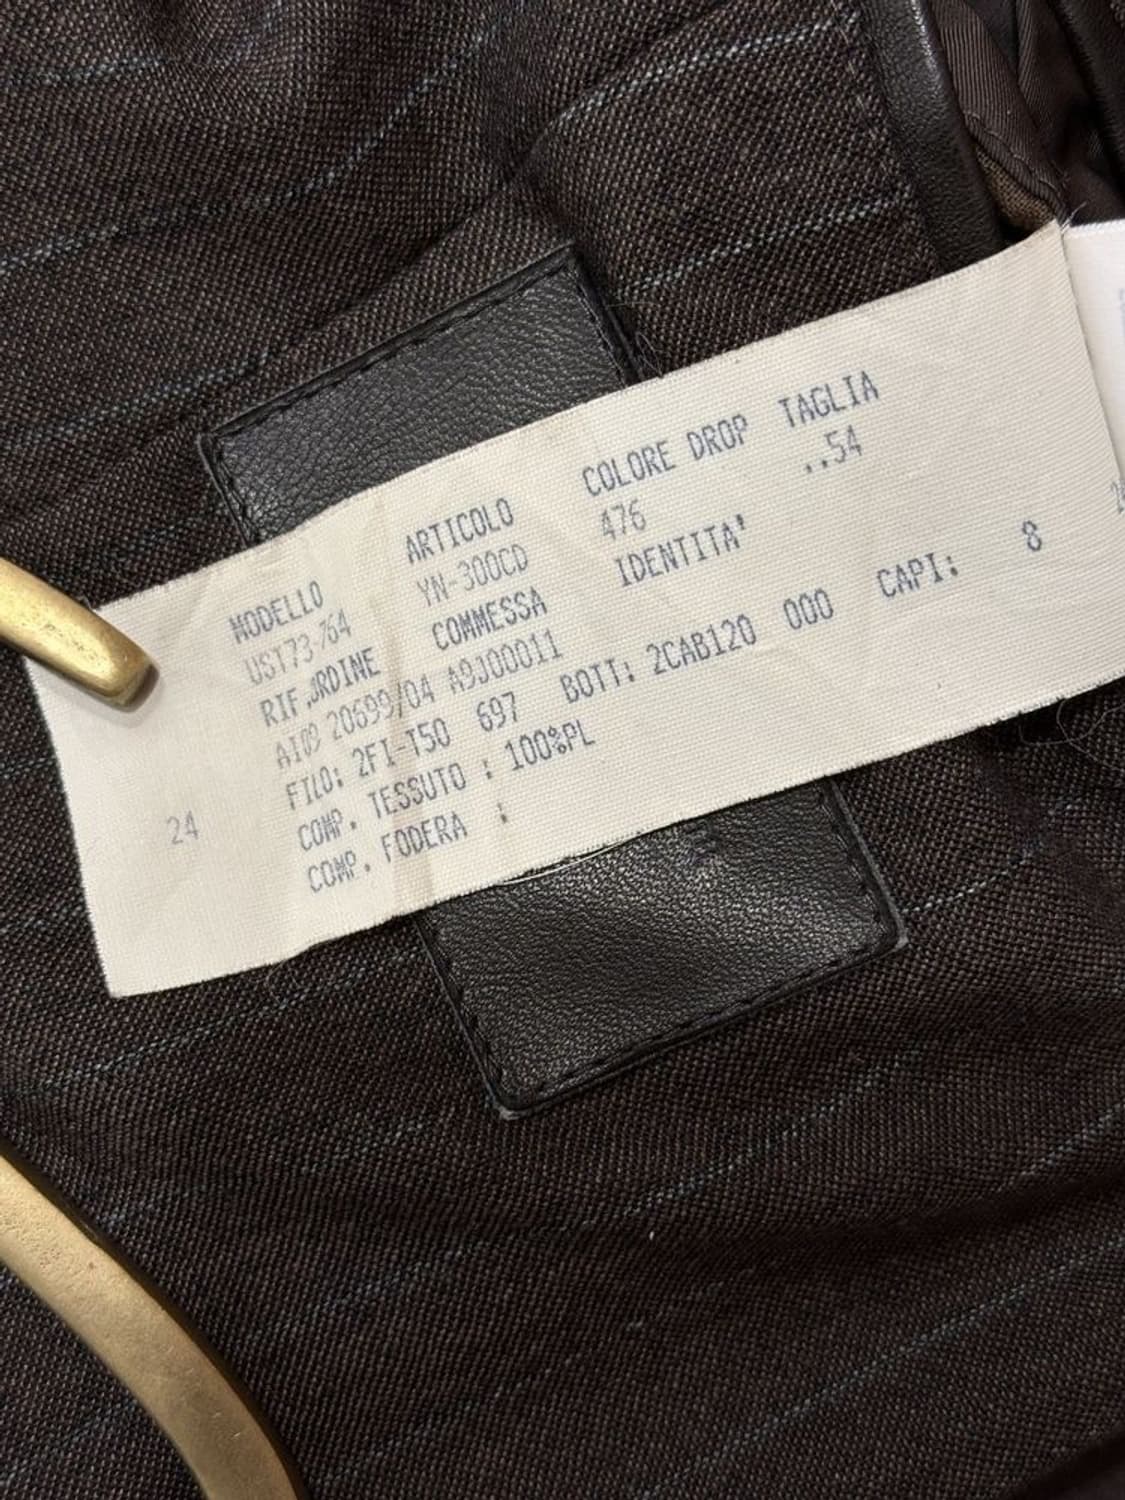 MODELLO ARTICOLO COLORE DROP TAGLIA
UST73-764 YN-300CD 476 ..54
RIF.ORDINE COMMESSA IDENTITA'
A109 20699/04 A9J00011
FILO: 2FI-T50 697 BOTT: 2CAB120 000 CAPI: 8
COMP. TESSUTO : 100%PL
COMP. FODERA :
24